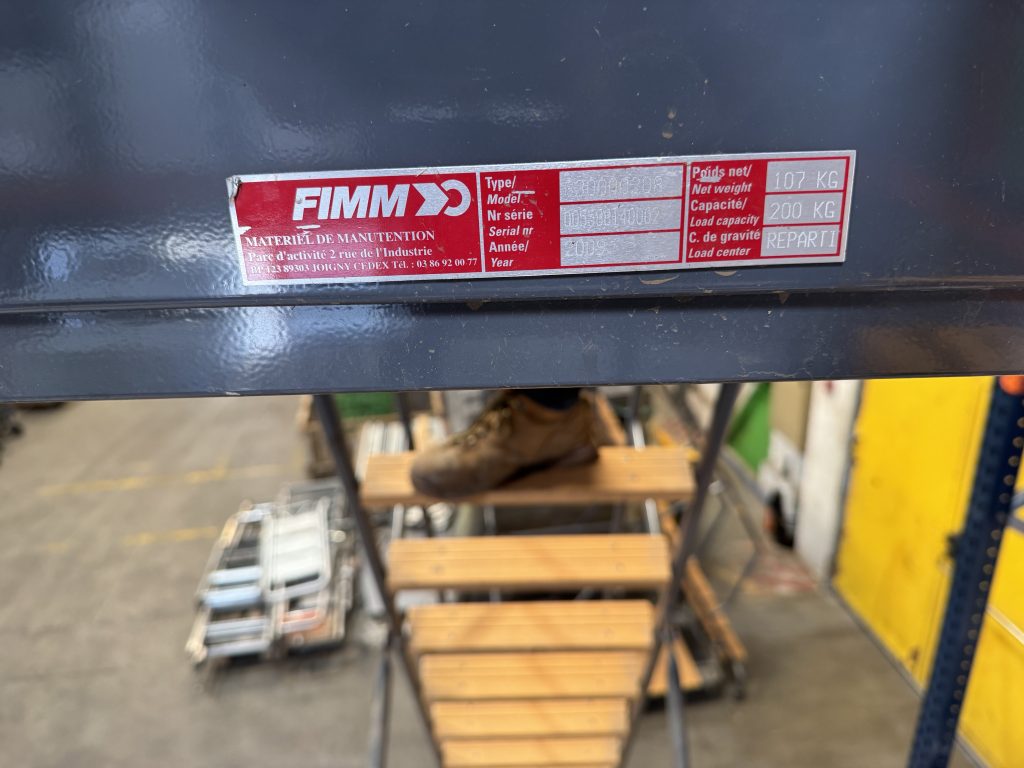 FIMM
MATERIEL DE MANUTENTION
Parc d'activité 2 rue de l'Industrie
BP 123 89303 JOIGNY CEDEX Tél. : 03 86 92 00 77
Type/
Model
Nr série
Serial nr
Année/
Year
2009
Poids net/
Net weight
107 KG
Capacité/
Load capacity
200 KG
C. de gravité
Load center
REPARTI